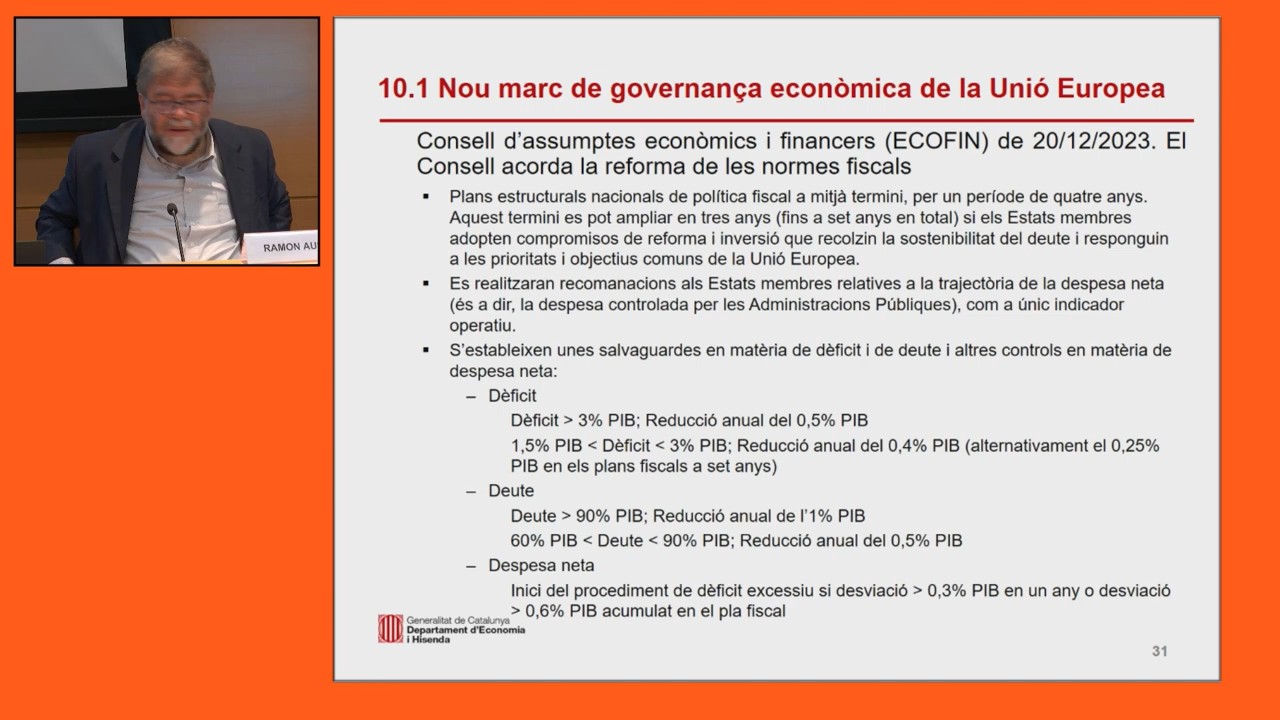 RAMON
10.1 Nou marc de governança econòmica de la Unió Europea
Consell d’assumptes econòmics i financers (ECOFIN) de 20/12/2023. El
Consell acorda la reforma de les normes fiscals
▪ Plans estructurals nacionals de política fiscal a mitjà termini, per un període de quatre anys.
Aquest termini es pot ampliar en tres anys (fins a set anys en total) si els Estats membres
adopten compromisos de reforma i inversió que recolzin la sostenibilitat del deute i responguin
a les prioritats i objectius comuns de la Unió Europea.
▪ Es realitzaran recomanacions als Estats membres relatives a la trajectòria de la despesa neta
(és a dir, la despesa controlada per les Administracions Públiques), com a únic indicador
operatiu.
▪ S’estableixen unes salvaguardes en matèria de dèficit i de deute i altres controls en matèria de
despesa neta:
– Dèficit
Dèficit > 3% PIB; Reducció anual del 0,5% PIB
1,5% PIB < Dèficit < 3% PIB; Reducció anual del 0,4% PIB (alternativament el 0,25%
PIB en els plans fiscals a set anys)
– Deute
Deute > 90% PIB; Reducció anual de l’1% PIB
60% PIB < Deute < 90% PIB; Reducció anual del 0,5% PIB
– Despesa neta
Inici del procediment de dèficit excessiu si desviació > 0,3% PIB en un any o desviació
> 0,6% PIB acumulat en el pla fiscal
Generalitat de Catalunya
Departament d’Economia
i Hisenda
31